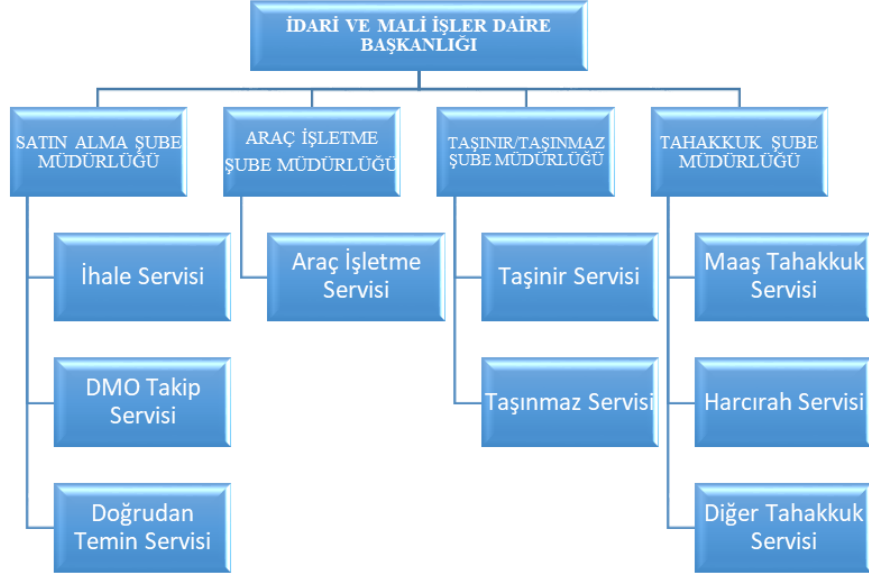 İDARİ VE MALİ İŞLER DAİRE
BAŞKANLIĞI
SATIN ALMA ŞUBE
MÜDÜRLÜĞÜ
ARAÇ İŞLETME
ŞUBE MÜDÜRLÜĞÜ
TAŞINIR/TAŞINMAZ
ŞUBE MÜDÜRLÜĞÜ
TAHAKKUK ŞUBE
MÜDÜRLÜĞÜ
İhale Servisi
DMO Takip
Servisi
Doğrudan
Temin Servisi
Araç İşletme
Servisi
Taşinir Servisi
Taşınmaz Servisi
Maaş Tahakkuk
Servisi
Harcırah Servisi
Diğer Tahakkuk
Servisi